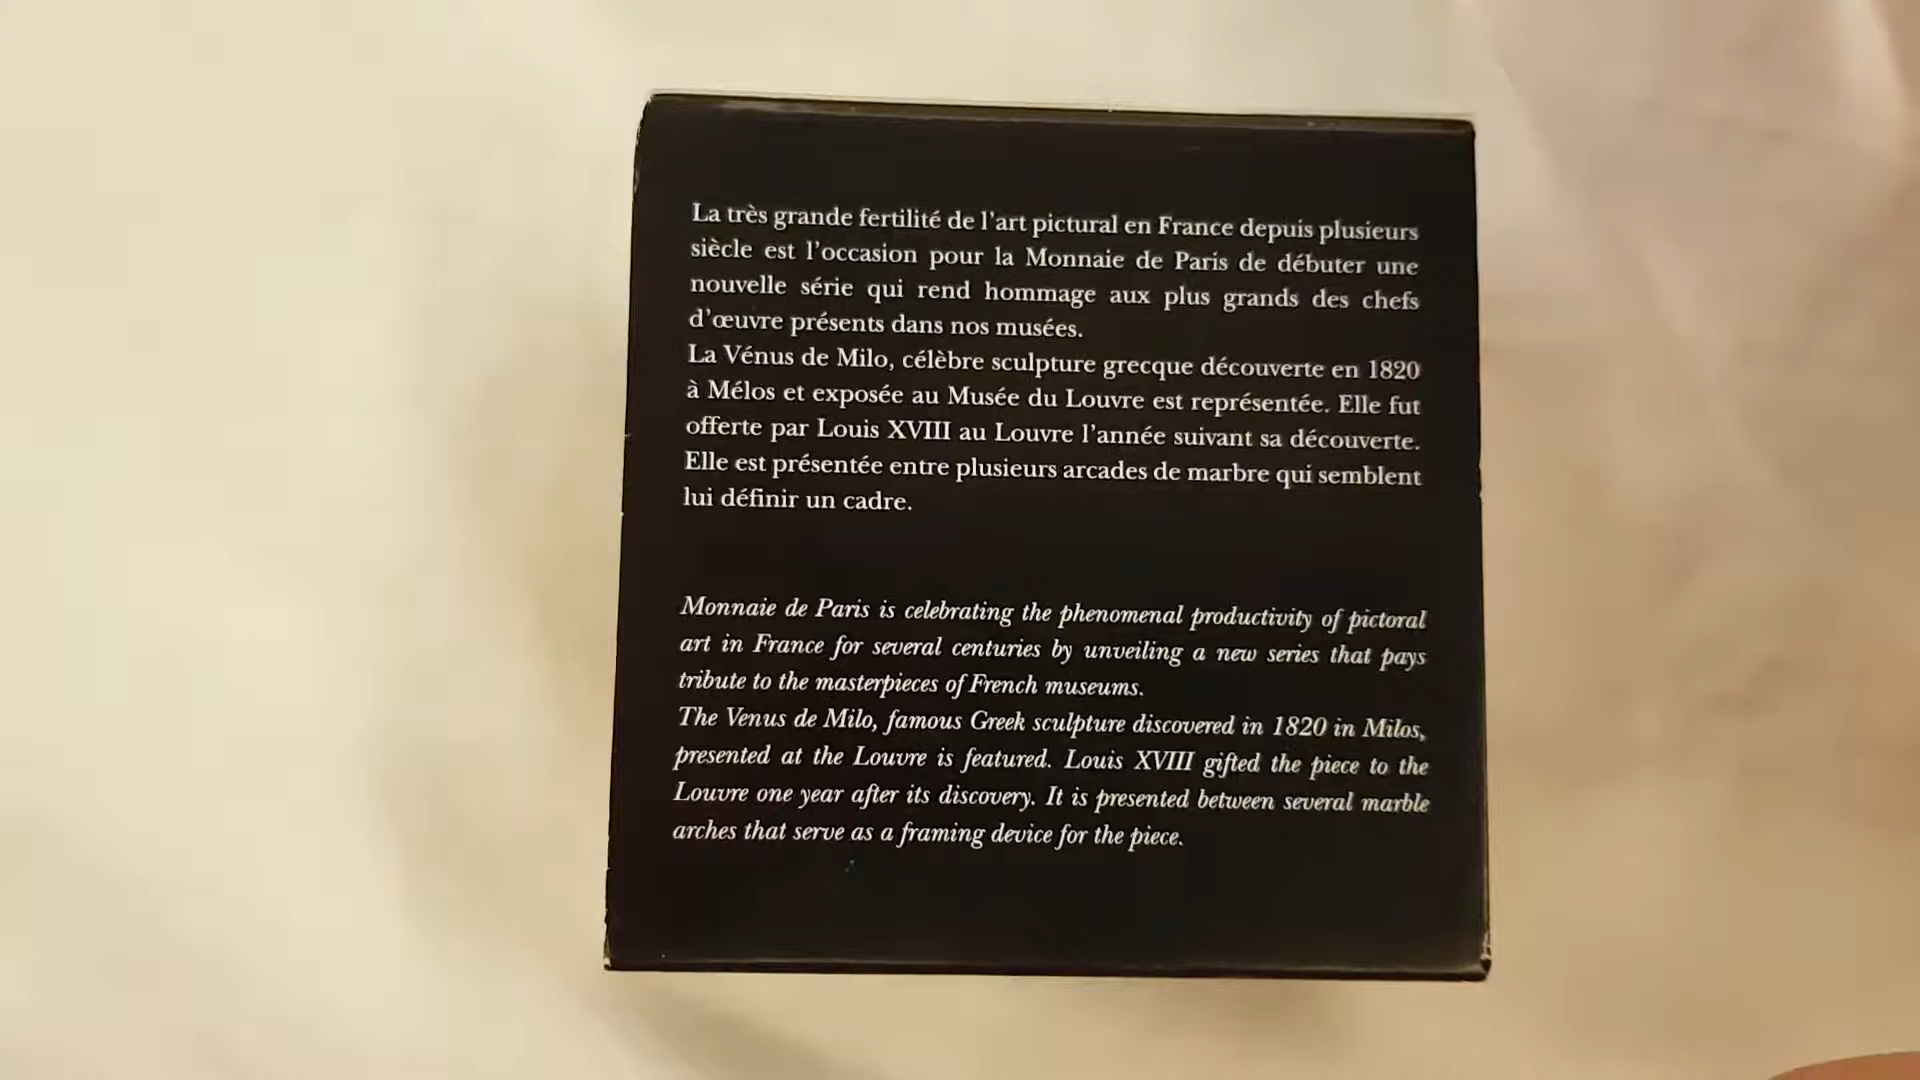 La très grande fertilité de l'art pictural en France depuis plusieurs
siècle est l'occasion pour la Monnaie de Paris de débuter une
nouvelle série qui rend hommage aux plus grands des chefs
d'œuvre présents dans nos musées.
La Vénus de Milo, célèbre sculpture grecque découverte en 1820
à Mélos et exposée au Musée du Louvre est représentée. Elle fut
offerte par Louis XVIII au Louvre l'année suivant sa découverte.
Elle est présentée entre plusieurs arcades de marbre qui semblent
lui définir un cadre.
Monnaie de Paris is celebrating the phenomenal productivity of pictoral
art in France for several centuries by unveiling a new series that pays
tribute to the masterpieces of French museums.
The Venus de Milo, famous Greek sculpture discovered in 1820 in Milos,
presented at the Louvre is featured. Louis XVIII gifted the piece to the
Louvre one year after its discovery. It is presented between several marble
arches that serve as a framing device for the piece.